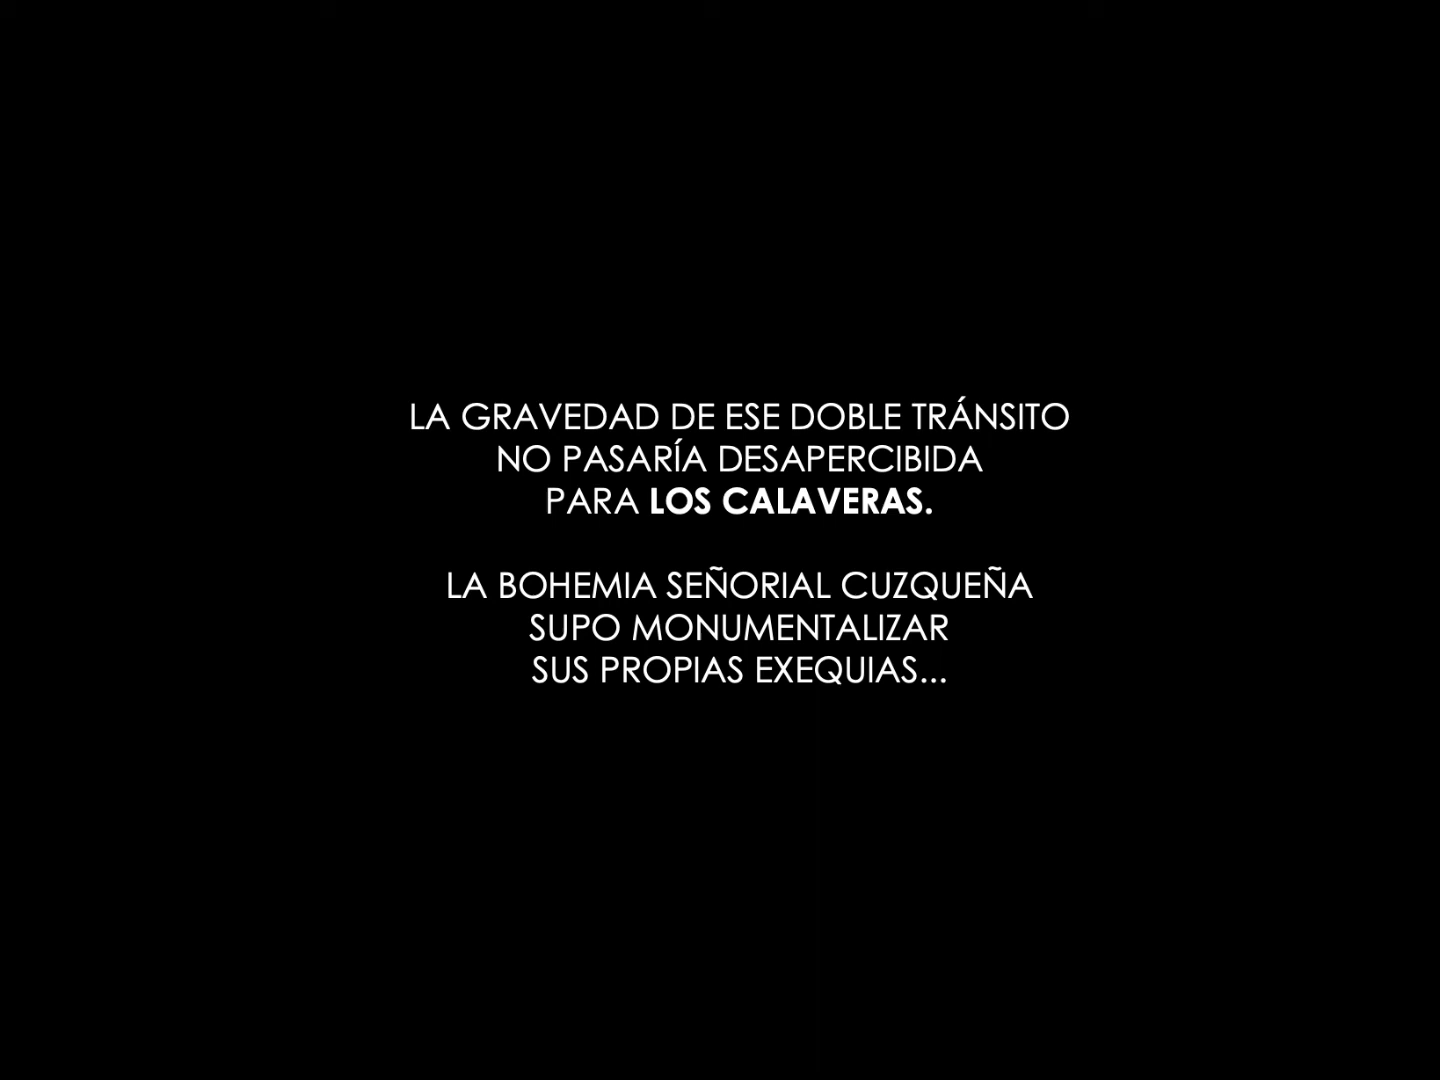 LA GRAVEDAD DE ESE DOBLE TRÁNSITO
NO PASARÍA DESAPERCIBIDA
PARA LOS CALAVERAS.
LA BOHEMIA SEÑORIAL CUZQUEÑA
SUPO MONUMENTALIZAR
SUS PROPIAS EXEQUIAS...